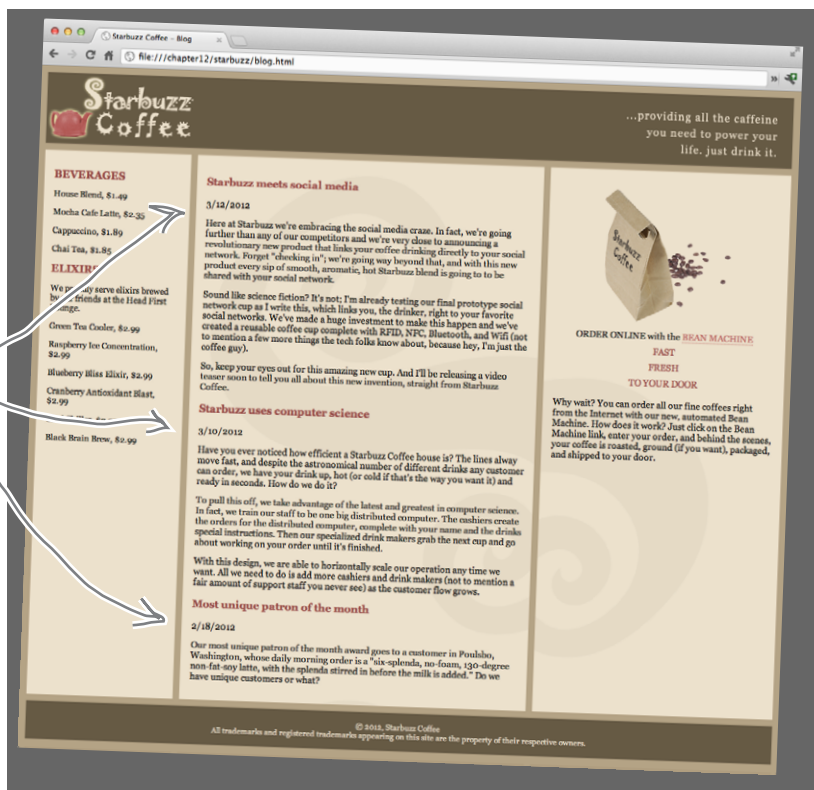 Starbuzz Coffee – Blog
file:///chapter12/starbuzz/blog.html
Starbuzz
Coffee
...providing all the caffeine
you need to power your
life. just drink it.
BEVERAGES
House Blend, $1.49
Mocha Cafe Latte, $2.35
Cappuccino, $1.89
Chai Tea, $1.85
ELIXIRS
We serve elixirs brewed
by friends at the Head First
Green Tea Cooler, $2.99
Raspberry Ice Concentration,
$2.99
Blueberry Bliss Elixir, $2.99
Cranberry Antioxidant Blast,
$2.99
Black Brain Brew, $2.99
Starbuzz meets social media
3/12/2012
Here at Starbuzz we're embracing the social media craze. In fact, we're going
further than any of our competitors and we're very close to announcing a
revolutionary new product that links your coffee drinking directly to your social
network. Forget "checking in"; we're going way beyond that, and with this new
product every sip of smooth, aromatic, hot Starbuzz blend is going to to be
shared with your social network.
Sound like science fiction? It's not; I'm already testing our final prototype social
network cup as I write this, which links you, the drinker, right to your favorite
social networks. We've made a huge investment to make this happen and we've
created a reusable coffee cup complete with RFID, NFC, Bluetooth, and Wifi (not
to mention a few more things the tech folks know about, because hey, I'm just the
coffee guy).
So, keep your eyes out for this amazing new cup. And I'll be releasing a video
teaser soon to tell you all about this new invention, straight from Starbuzz
Coffee.
Starbuzz uses computer science
3/10/2012
Have you ever noticed how efficient a Starbuzz Coffee house is? The lines alway
move fast, and despite the astronomical number of different drinks any customer
can order, we have your drink up, hot (or cold if that's the way you want it) and
ready in seconds. How do we do it?
To pull this off, we take advantage of the latest and greatest in computer science.
In fact, we train our staff to be one big distributed computer. The cashiers create
the orders for the distributed computer, complete with your name and the drinks
special instructions. Then our specialized drink makers grab the next cup and go
about working on your order until it's finished.
With this design, we are able to horizontally scale our operation any time we
want. All we need to do is add more cashiers and drink makers (not to mention a
fair amount of support staff you never see) as the customer flow grows.
Most unique patron of the month
2/18/2012
Our most unique patron of the month award goes to a customer in Poulsbo,
Washington, whose daily morning order is a "six-splenda, no-foam, 130-degree
non-fat-soy latte, with the splenda stirred in before the milk is added." Do we
have unique customers or what?
Starbuzz
Coffee
ORDER ONLINE with the BEAN MACHINE
FAST
FRESH
TO YOUR DOOR
Why wait? You can order all our fine coffees right
from the Internet with our new, automated Bean
Machine. How does it work? Just click on the Bean
Machine link, enter your order, and behind the scenes,
your coffee is roasted, ground (if you want), packaged,
and shipped to your door.
© 2012, Starbuzz Coffee
All trademarks and registered trademarks appearing on this site are the property of their respective owners.